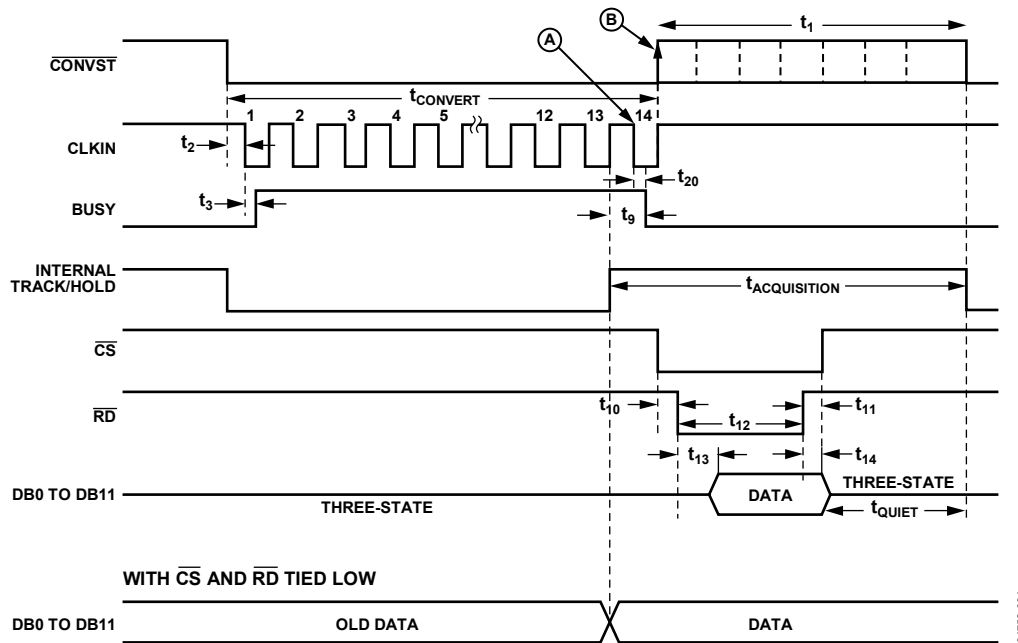 B
t1
A
CONVST
tCONVERT
1 2 3 4 5 12 13 14
CLKIN
t2
t20
t3
BUSY
t9
INTERNAL
TRACK/HOLD
tACQUISITION
CS
RD
t10
t12
t11
t13
t14
DB0 TO DB11
THREE-STATE
DATA
THREE-STATE
tQUIET
WITH CS AND RD TIED LOW
DB0 TO DB11
OLD DATA
DATA